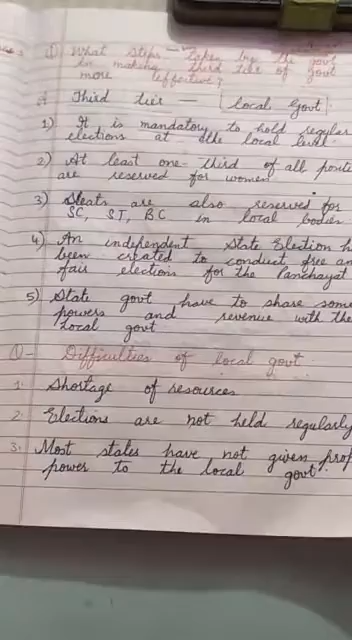 ① What steps taken by the govt
in making third tier of govt
more effective?
A Third tier — [Local Govt]
1) It is mandatory to hold regular
elections at the local level.
2) At least one-third of all
are reserved for women
3) Seats are also reserved for
SC, ST, BC in local bodies
4) An independent State Election
been created to conduct free
fair elections for the Panchayat
5) State govt have to share some
powers and revenue with the
Local govt
Q- Difficulties of local govt
1. Shortage of resources
2. Elections are not held regularly
3. Most states have not given
power to the local govt.